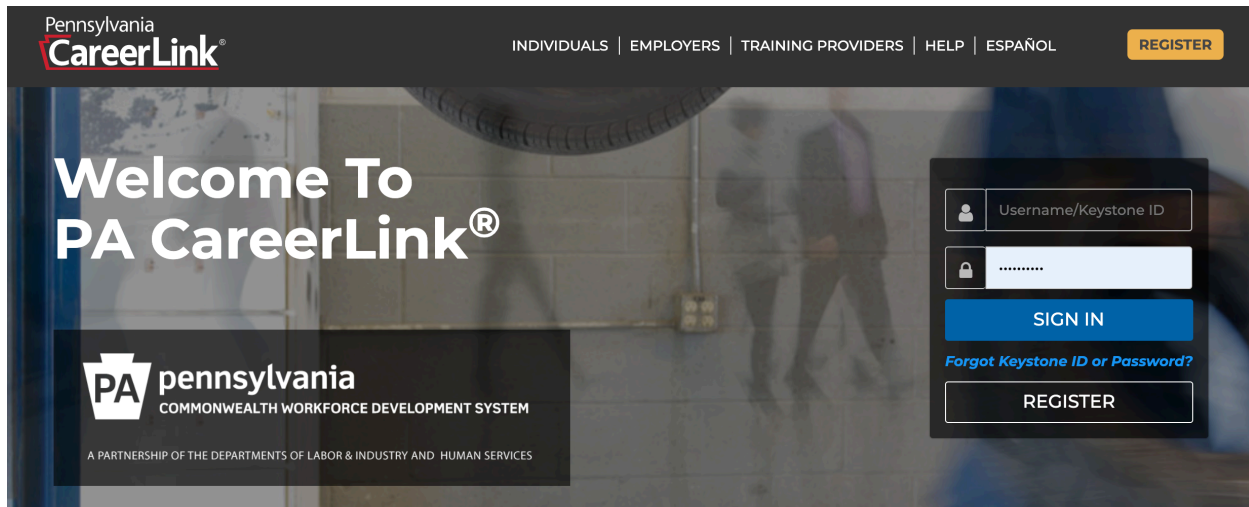 Pennsylvania
CareerLink®
INDIVIDUALS | EMPLOYERS | TRAINING PROVIDERS | HELP | ESPAÑOL
REGISTER
Welcome To
PA CareerLink®
Username/Keystone ID
••••••••••
SIGN IN
Forgot Keystone ID or Password?
REGISTER
PA pennsylvania
COMMONWEALTH WORKFORCE DEVELOPMENT SYSTEM
A PARTNERSHIP OF THE DEPARTMENTS OF LABOR & INDUSTRY AND HUMAN SERVICES